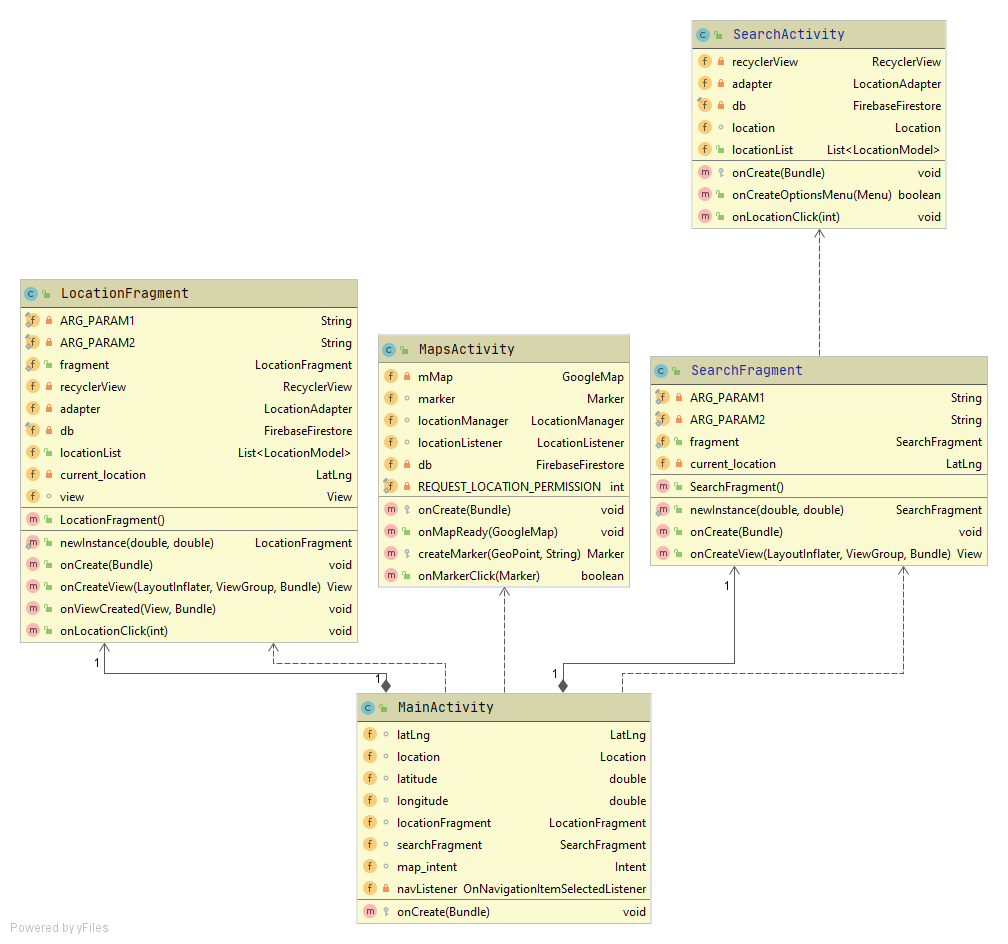 SearchActivity
recyclerView RecyclerView
adapter LocationAdapter
db FirebaseFirestore
location Location
locationList List<LocationModel>
onCreate(Bundle) void
onCreateOptionsMenu(Menu) boolean
onLocationClick(int) void
LocationFragment
ARG_PARAM1 String
ARG_PARAM2 String
fragment LocationFragment
recyclerView RecyclerView
adapter LocationAdapter
db FirebaseFirestore
locationList List<LocationModel>
current_location LatLng
view View
LocationFragment()
newInstance(double, double) LocationFragment
onCreate(Bundle) void
onCreateView(LayoutInflater, ViewGroup, Bundle) View
onViewCreated(View, Bundle) void
onLocationClick(int) void
MapsActivity
mMap GoogleMap
marker Marker
locationManager LocationManager
locationListener LocationListener
db FirebaseFirestore
REQUEST_LOCATION_PERMISSION int
onCreate(Bundle) void
onMapReady(GoogleMap) void
createMarker(GeoPoint, String) Marker
onMarkerClick(Marker) boolean
SearchFragment
ARG_PARAM1 String
ARG_PARAM2 String
fragment SearchFragment
current_location LatLng
SearchFragment()
newInstance(double, double) SearchFragment
onCreate(Bundle) void
onCreateView(LayoutInflater, ViewGroup, Bundle) View
1
1
1
1
MainActivity
latLng LatLng
location Location
latitude double
longitude double
locationFragment LocationFragment
searchFragment SearchFragment
map_intent Intent
navListener OnNavigationItemSelectedListener
onCreate(Bundle) void
Powered by yFiles